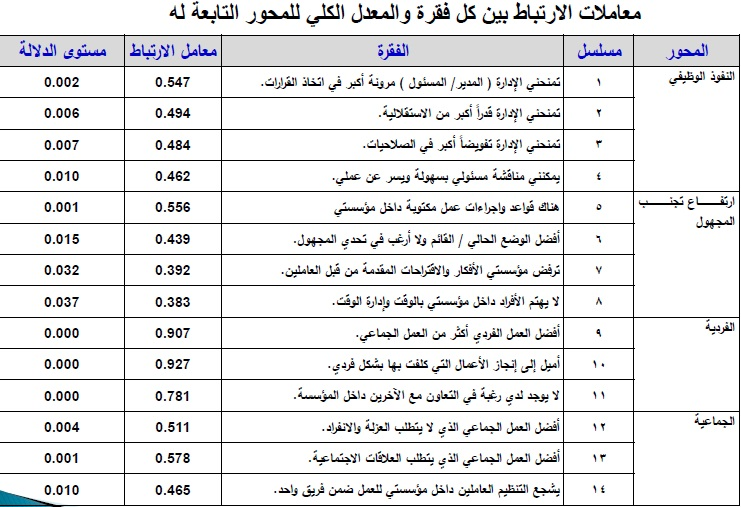 معاملات الارتباط بين كل فقرة والمعدل الكلي للمحور التابعة له
المحور مسلسل الفقرة معامل الارتباط مستوى الدلالة
النفوذ الوظيفي ١ تمنحني الإدارة ( المدير/ المسئول ) مرونة أكبر في اتخاذ القرارات. 0.547 0.002
٢ تمنحني الإدارة قدراً أكبر من الاستقلالية. 0.494 0.006
٣ تمنحني الإدارة تفويضاً أكبر في الصلاحيات. 0.484 0.007
٤ يمكنني مناقشة مسئولي بسهولة ويسر عن عملي. 0.462 0.010
ارتفاع تجنب المجهول ٥ هناك قواعد واجراءات عمل مكتوبة داخل مؤسستي 0.556 0.001
٦ أفضل الوضع الحالي / القائم ولا أرغب في تحدي المجهول. 0.439 0.015
٧ ترفض مؤسستي الأفكار والاقتراحات المقدمة من قبل العاملين. 0.392 0.032
٨ لا يهتم الأفراد داخل مؤسستي بالوقت وإدارة الوقت. 0.383 0.037
الفردية ٩ أفضل العمل الفردي أكثر من العمل الجماعي. 0.907 0.000
١٠ أميل إلى إنجاز الأعمال التي كلفت بها بشكل فردي. 0.927 0.000
١١ لا يوجد لدي رغبة في التعاون مع الآخرين داخل المؤسسة. 0.781 0.000
الجماعية ١٢ أفضل العمل الجماعي الذي لا يتطلب العزلة والانفراد. 0.511 0.004
١٣ أفضل العمل الجماعي الذي يتطلب العلاقات الاجتماعية. 0.578 0.001
١٤ يشجع التنظيم العاملين داخل مؤسستي للعمل ضمن فريق واحد. 0.465 0.010